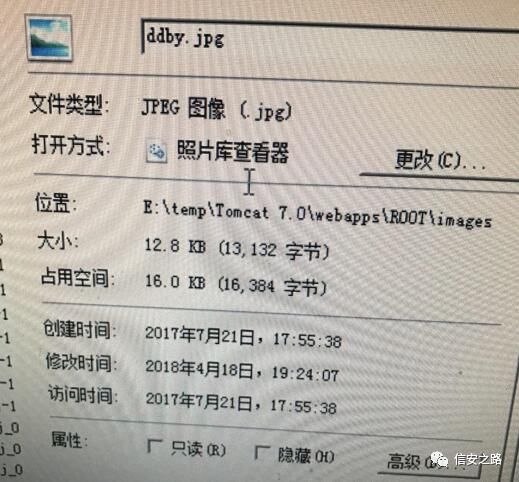 ddby.jpg
文件类型: JPEG 图像 (.jpg)
打开方式: 照片库查看器 更改(C)...
位置: E:\temp\Tomcat 7.0\webapps\ROOT\images
大小: 12.8 KB (13,132 字节)
占用空间: 16.0 KB (16,384 字节)
创建时间: 2017年7月21日，17:55:38
修改时间: 2018年4月18日，19:24:07
访问时间: 2017年7月21日，17:55:38
属性: 只读(R) 隐藏(H) 高级
信安之路
-1
-1
-1
j_0
j_0
j_0